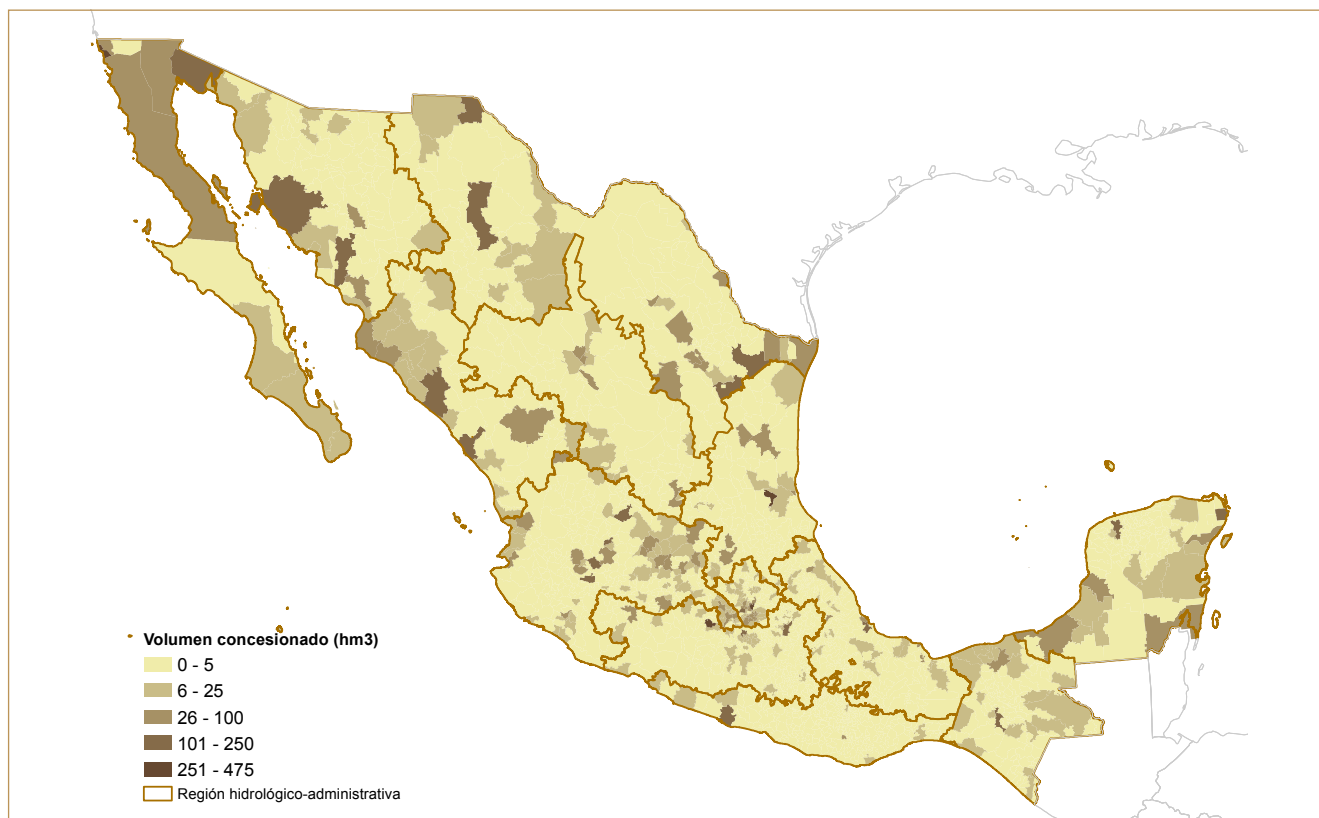 Volumen concesionado (hm3)
0 - 5
6 - 25
26 - 100
101 - 250
251 - 475
Región hidrológico-administrativa